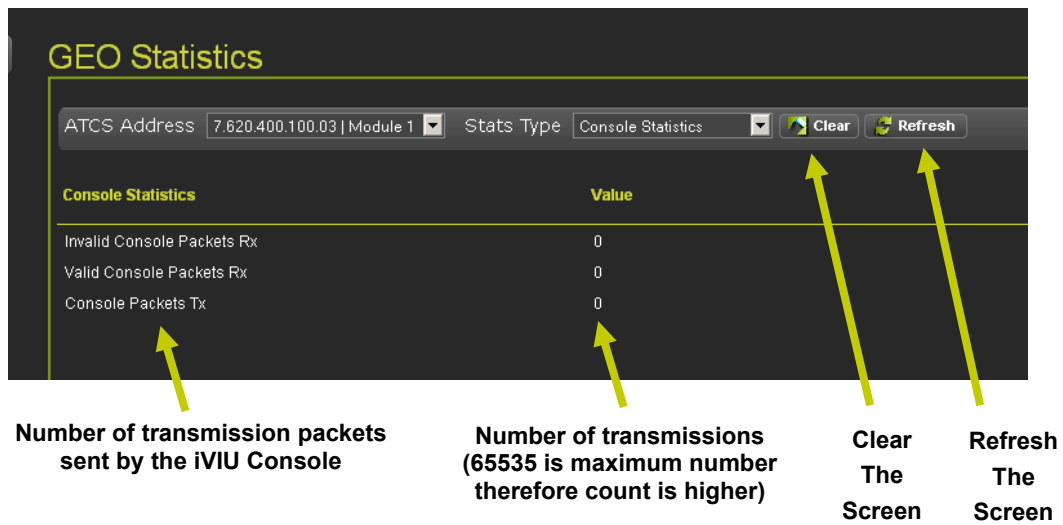 GEO Statistics
ATCS Address 7.620.400.100.03 | Module 1 Stats Type Console Statistics Clear Refresh
Console Statistics Value
Invalid Console Packets Rx 0
Valid Console Packets Rx 0
Console Packets Tx 0
Number of transmission packets
sent by the iVIU Console
Number of transmissions
(65535 is maximum number
therefore count is higher)
Clear
The
Screen
Refresh
The
Screen